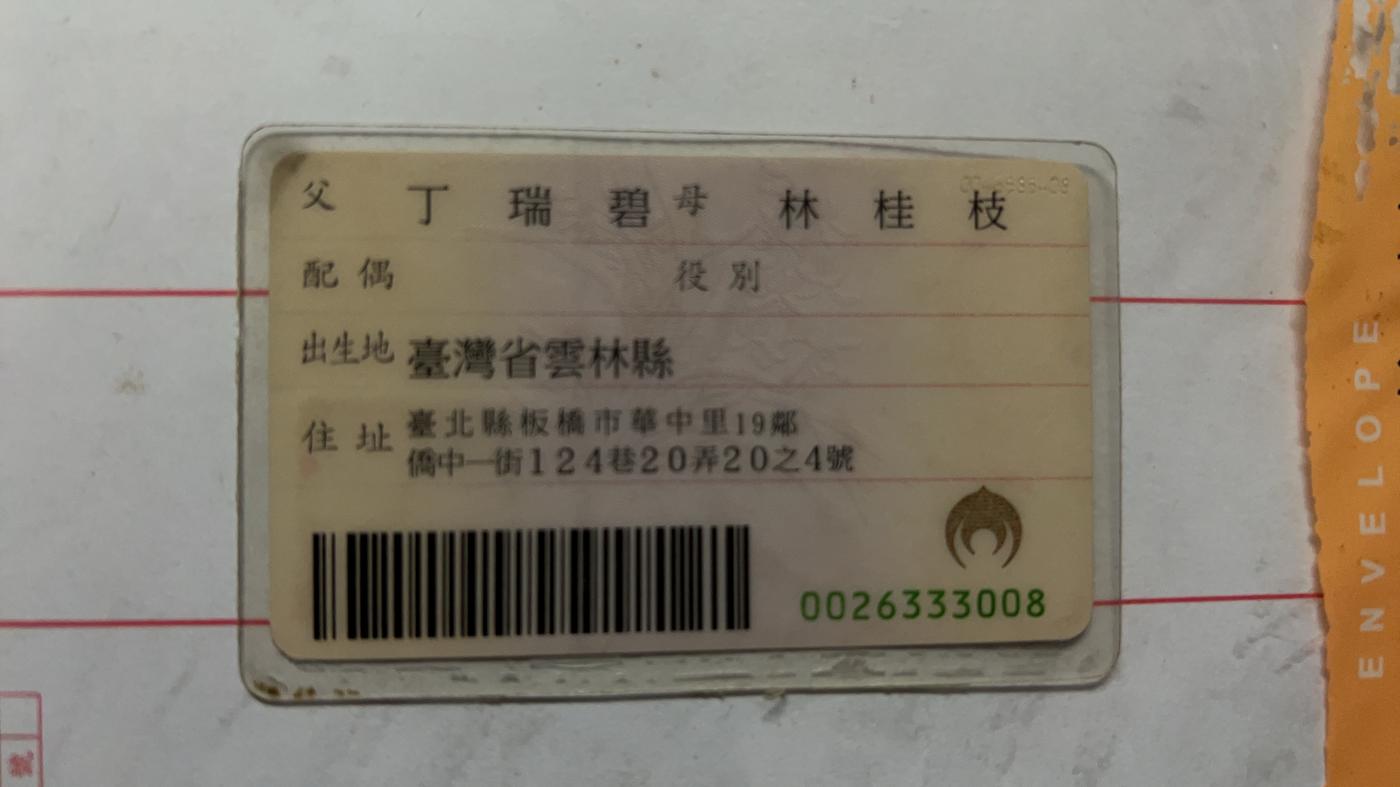 父 丁瑞碧 母 林桂枝
配偶 役別
出生地 臺灣省雲林縣
住址 臺北縣板橋市華中里19鄰
僑中一街124巷20弄20之4號
0026333008
ENVELOPE
號